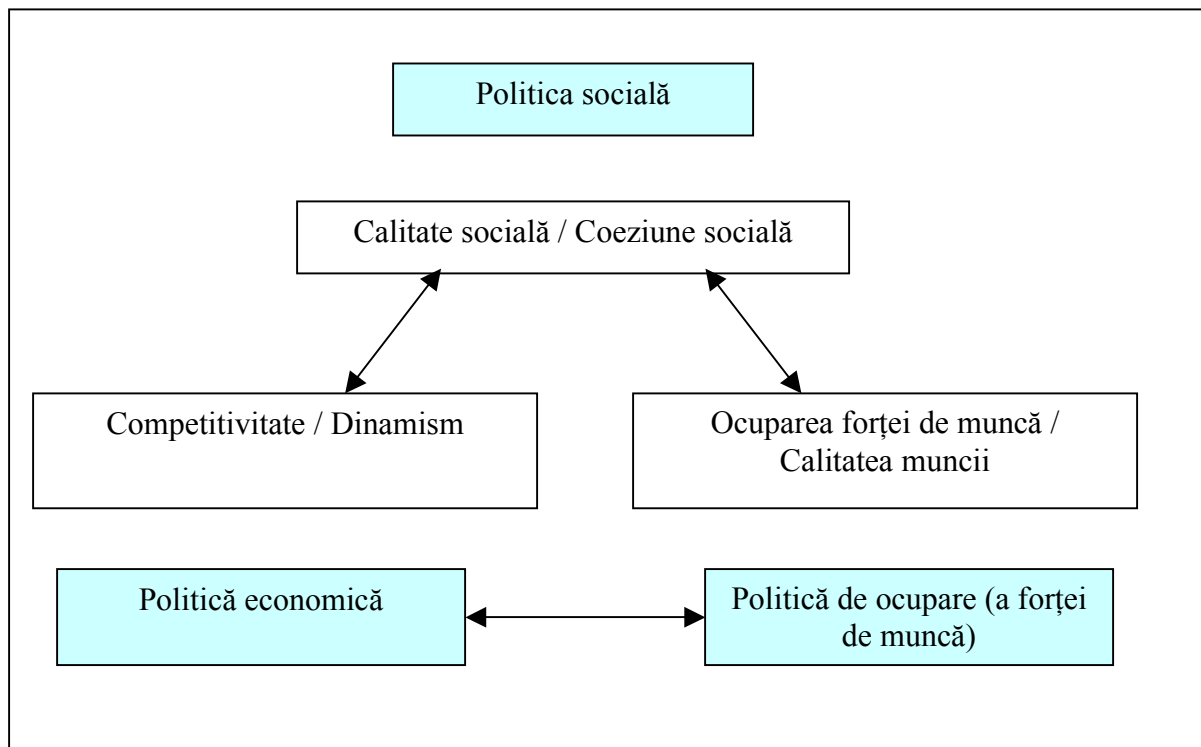 Politica socială
Calitate socială / Coeziune socială
Competitivitate / Dinamism
Ocuparea forței de muncă /
Calitatea muncii
Politică economică
Politică de ocupare (a forței
de muncă)